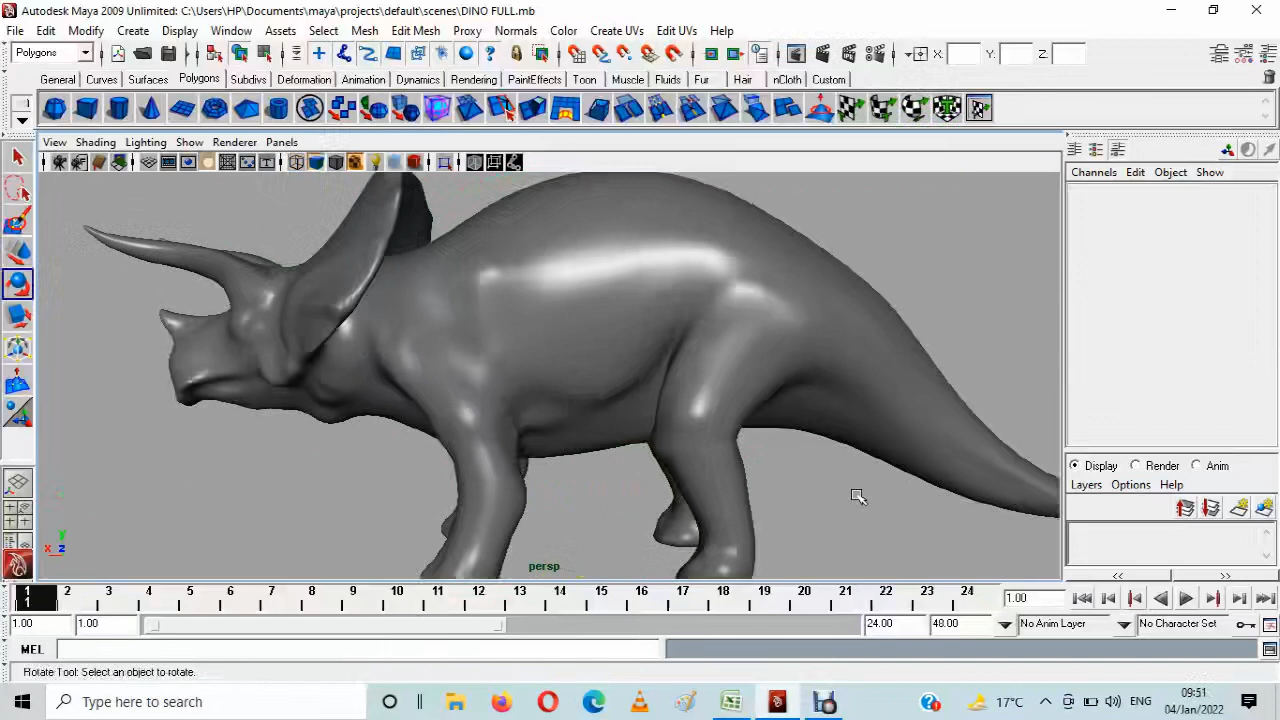 Autodesk Maya 2009 Unlimited: C:\Users\HP\Documents\maya\projects\default\scenes\DINO FULL.mb
File Edit Modify Create Display Window Assets Select Mesh Edit Mesh Proxy Normals Color Create UVs Edit UVs Help
Polygons X: Y: Z:
General Curves Surfaces Polygons Subdivs Deformation Animation Dynamics Rendering PaintEffects Toon Muscle Fluids Fur Hair nCloth Custom
View Shading Lighting Show Renderer Panels
Channels Edit Object Show
Display Render Anim
Layers Options Help
y
x z
persp
<< >>
1 2 3 4 5 6 7 8 9 10 11 12 13 14 15 16 17 18 19 20 21 22 23 24
1 1.00
1.00 1.00 24.00 48.00 No Anim Layer No Character Set
MEL
Rotate Tool: Select an object to rotate.
Type here to search 17°C ENG 09:51 04/Jan/2022